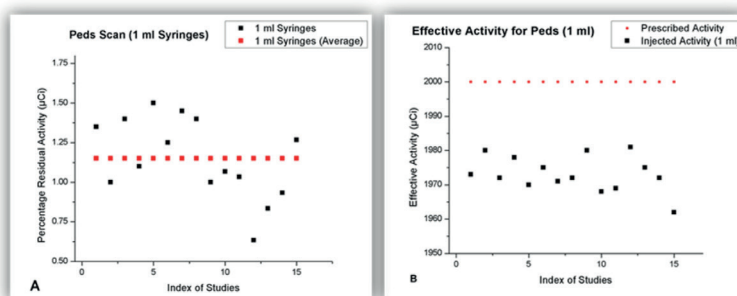 Peds Scan (1 ml Syringes)
1 ml Syringes
1 ml Syringes (Average)
Percentage Residual Activity (µCi)
1.50
1.25
1.00
0.75
0.50
0
5
10
15
A
Index of Studies
Effective Activity for Peds (1 ml)
Prescribed Activity
Injected Activity (1 ml)
Effective Activity (µCi)
2010
2000
1990
1980
1970
1960
1950
0
5
10
15
B
Index of Studies